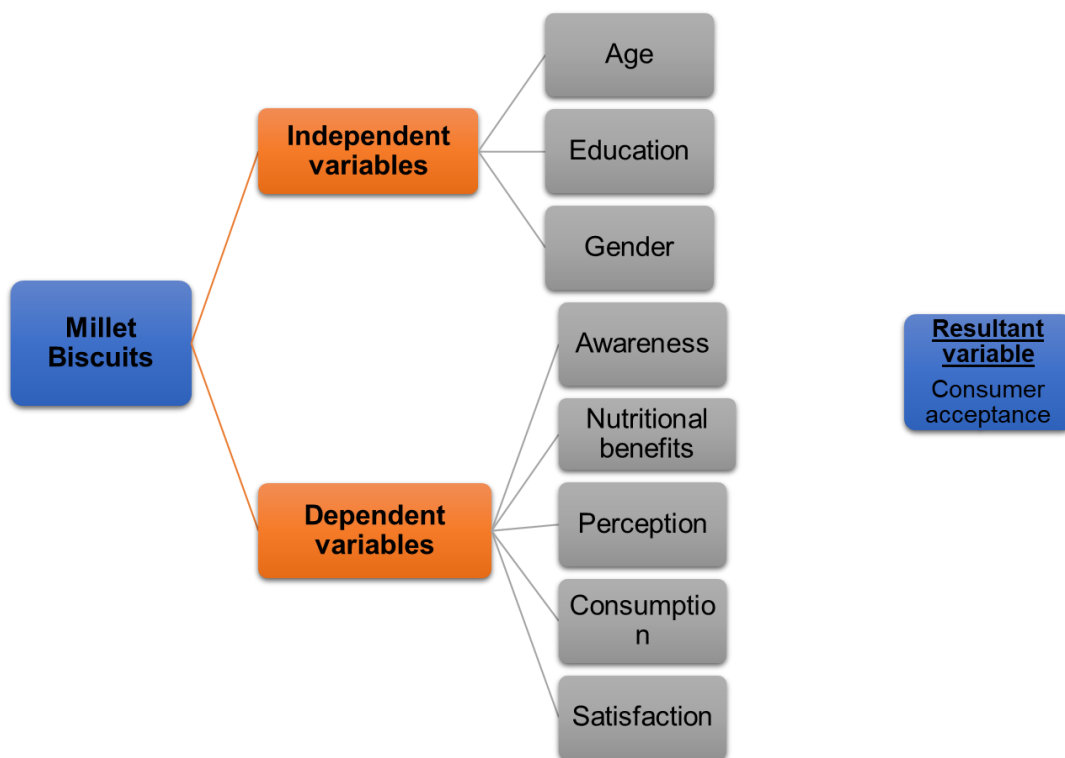 Millet
Biscuits
Independent
variables
Age
Education
Gender
Dependent
variables
Awareness
Nutritional
benefits
Perception
Consumptio
n
Satisfaction
Resultant
variable
Consumer
acceptance